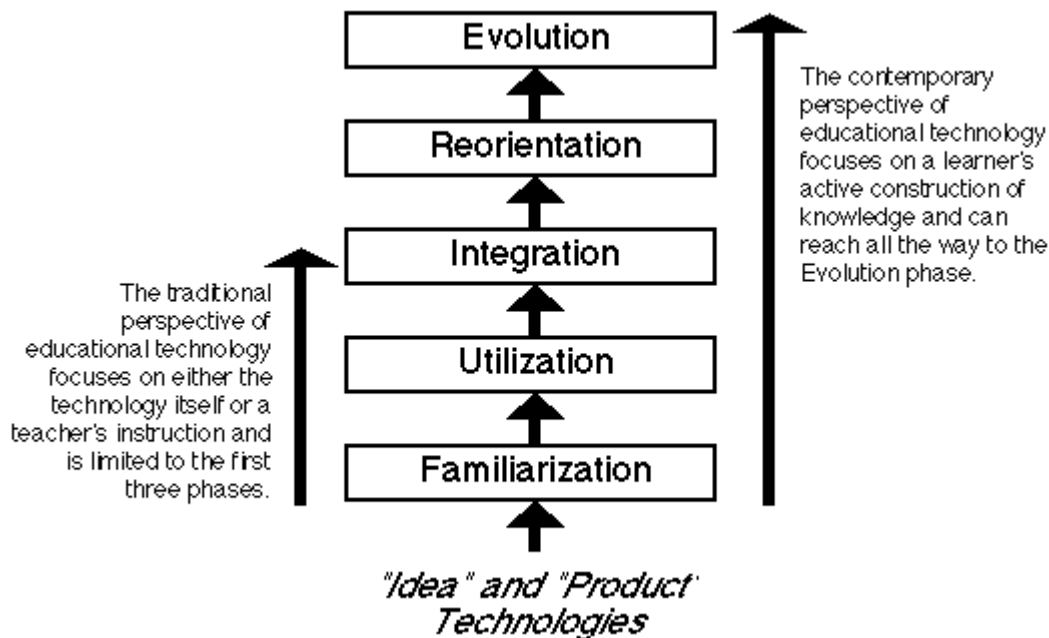 Evolution
Reorientation
Integration
Utilization
Familiarization
"Idea" and "Product"
Technologies
The traditional
perspective of
educational technology
focuses on either the
technology itself or a
teacher's instruction and
is limited to the first
three phases.
The contemporary
perspective of
educational technology
focuses on a learner's
active construction of
knowledge and can
reach all the way to the
Evolution phase.